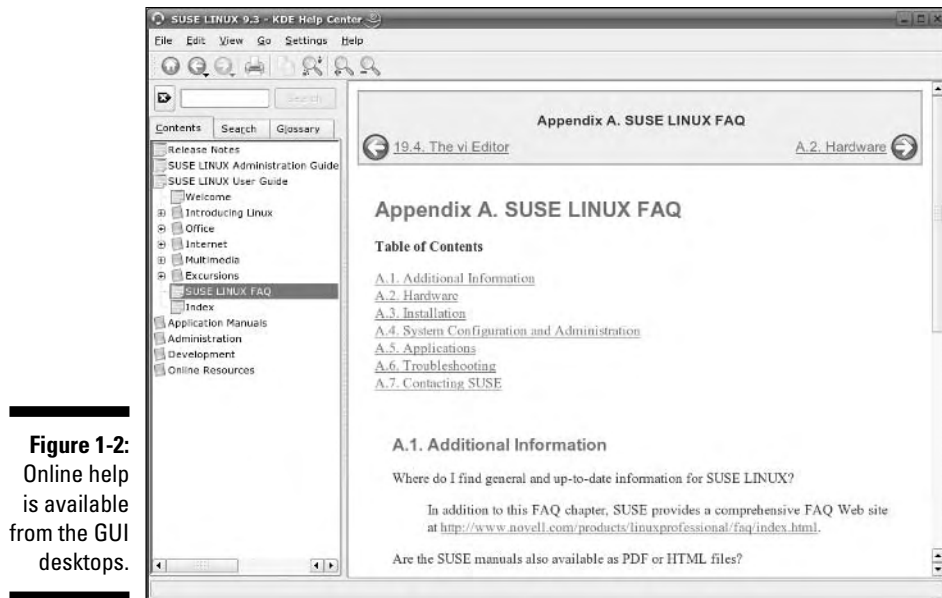 SUSE LINUX 9.3 - KDE Help Center
File Edit View Go Settings Help
Search
Contents Search Glossary
Release Notes
SUSE LINUX Administration Guide
SUSE LINUX User Guide
Welcome
Introducing Linux
Office
Internet
Multimedia
Excursions
SUSE LINUX FAQ
Index
Application Manuals
Administration
Development
Online Resources
Appendix A. SUSE LINUX FAQ
19.4. The vi Editor
A.2. Hardware
Appendix A. SUSE LINUX FAQ
Table of Contents
A.1. Additional Information
A.2. Hardware
A.3. Installation
A.4. System Configuration and Administration
A.5. Applications
A.6. Troubleshooting
A.7. Contacting SUSE
A.1. Additional Information
Where do I find general and up-to-date information for SUSE LINUX?
In addition to this FAQ chapter, SUSE provides a comprehensive FAQ Web site
at http://www.novell.com/products/linuxprofessional/faq/index.html.
Are the SUSE manuals also available as PDF or HTML files?
Figure 1-2:
Online help
is available
from the GUI
desktops.